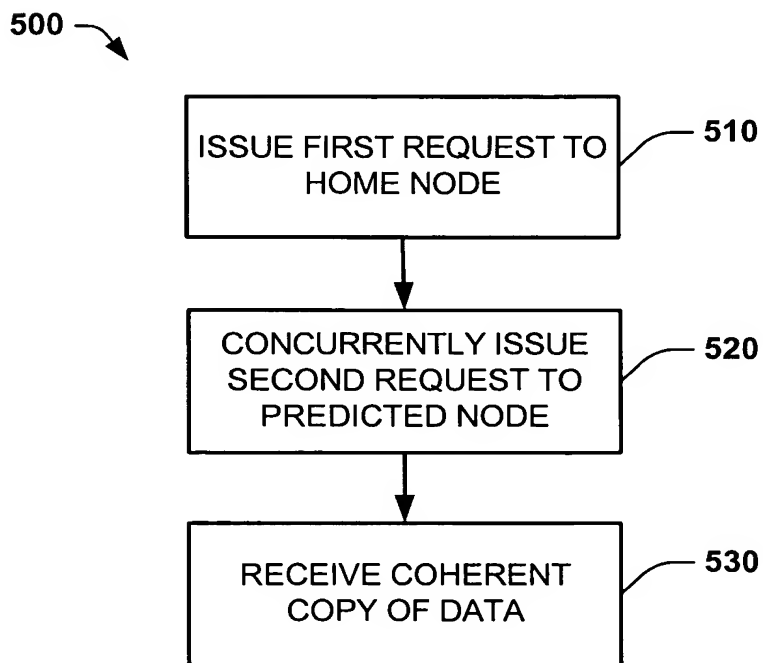 500
ISSUE FIRST REQUEST TO
HOME NODE
510
CONCURRENTLY ISSUE
SECOND REQUEST TO
PREDICTED NODE
520
RECEIVE COHERENT
COPY OF DATA
530